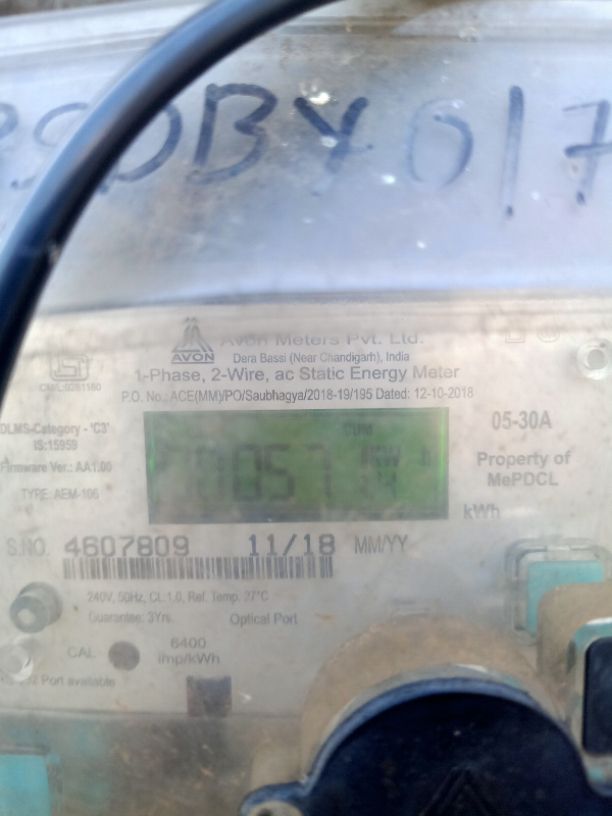 AVON
Avon Meters Pvt. Ltd.
Dera Bassi (Near Chandigarh), India
1-Phase, 2-Wire, ac Static Energy Meter
P.O. No.: ACE(MM)/PO/Saubhagya/2018-19/195 Dated: 12-10-2018
DLMS-Category - 'C3'
IS:15959
Firmware Ver.: AA1.00
TYPE: AEM-106
CUM
KW
05-30A
Property of
MePDCL
kWh
S.NO. 4607809 11/18 MM/YY
240V, 50Hz, CL.1.0, Ref. Temp. 27°C
Guarantee: 3Yrs. Optical Port
CAL
6400
imp/kWh
Port available